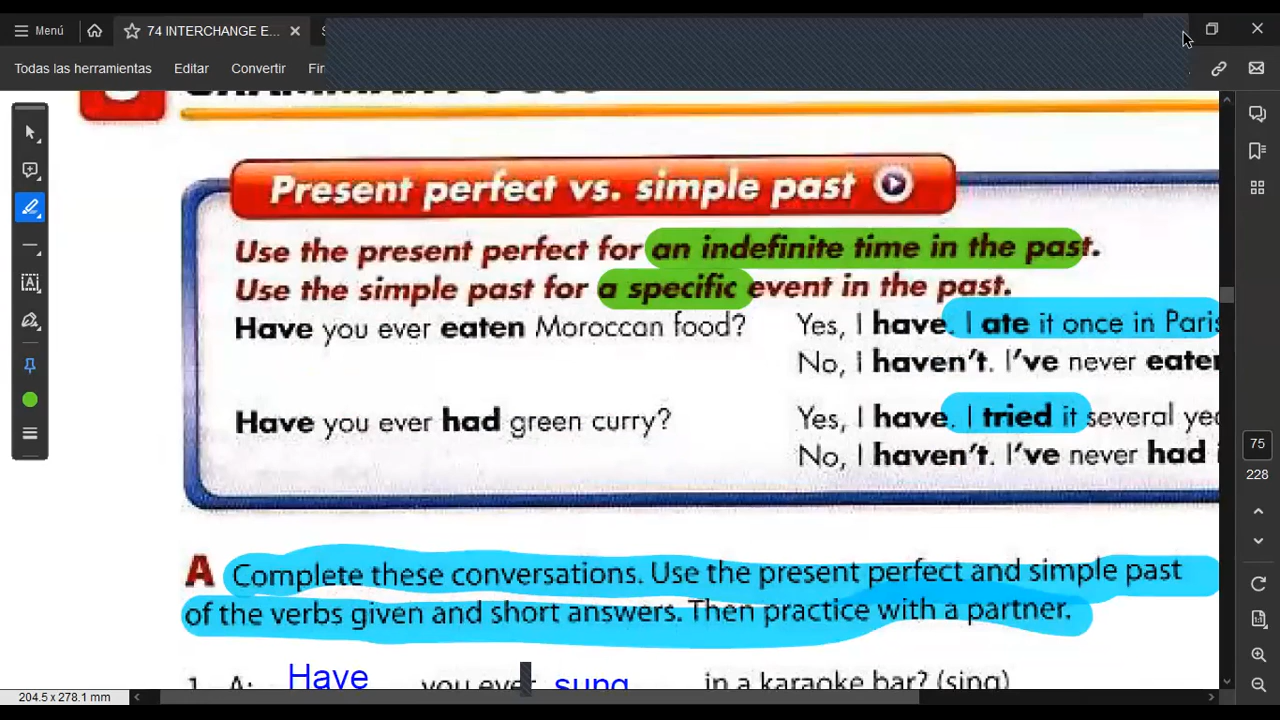 Menú
74 INTERCHANGE E...
Todas las herramientas Editar Convertir Fir
Present perfect vs. simple past
Use the present perfect for an indefinite time in the past.
Use the simple past for a specific event in the past.
Have you ever eaten Moroccan food? Yes, I have. I ate it once in Paris
No, I haven't. I've never eaten
Have you ever had green curry? Yes, I have. I tried it several
No, I haven't. I've never had
A Complete these conversations. Use the present perfect and simple past
of the verbs given and short answers. Then practice with a partner.
1. A: Have you ever sung in a karaoke bar? (sing)
75
228
204.5 x 278.1 mm